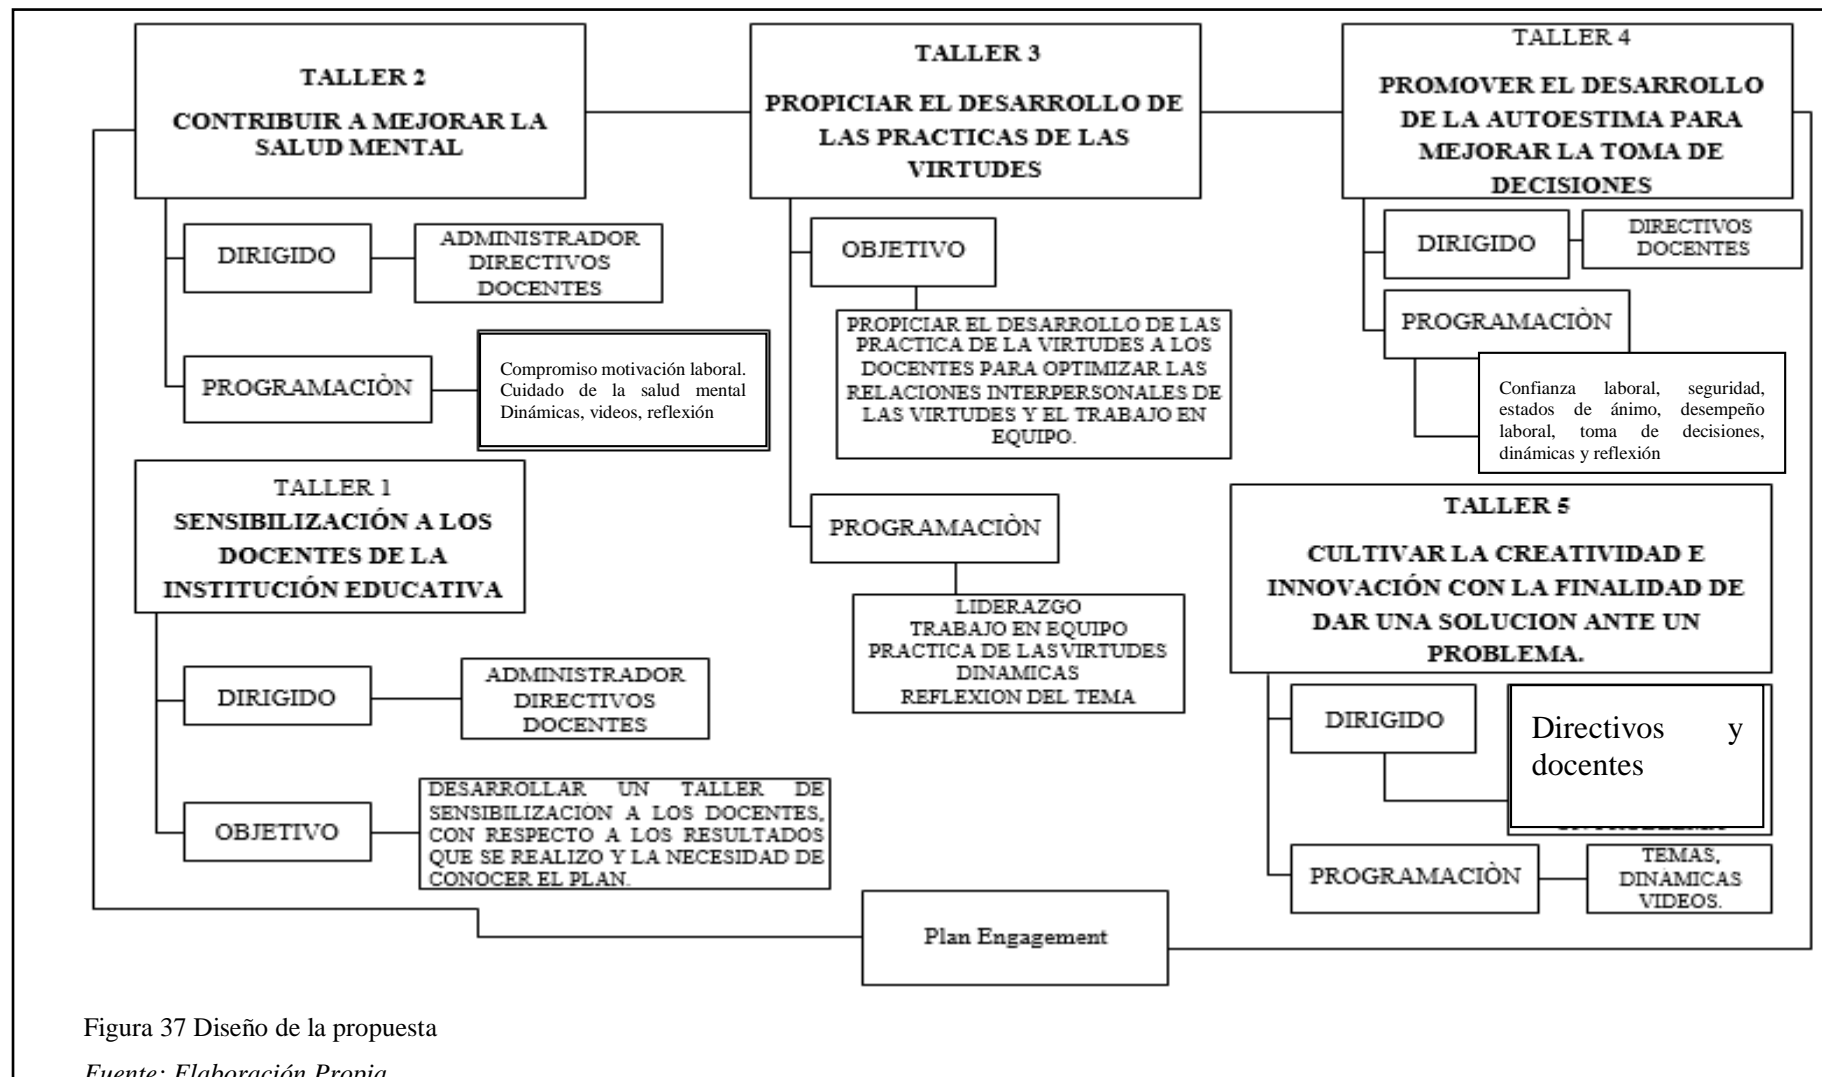 TALLER 2
CONTRIBUIR A MEJORAR LA
SALUD MENTAL
DIRIGIDO
ADMINISTRADOR
DIRECTIVOS
DOCENTES
PROGRAMACIÒN
Compromiso motivación laboral.
Cuidado de la salud mental
Dinámicas, videos, reflexión
TALLER 1
SENSIBILIZACIÓN A LOS
DOCENTES DE LA
INSTITUCIÓN EDUCATIVA
DIRIGIDO
ADMINISTRADOR
DIRECTIVOS
DOCENTES
OBJETIVO
DESARROLLAR UN TALLER DE
SENSIBILIZACIÒN A LOS DOCENTES,
CON RESPECTO A LOS RESULTADOS
QUE SE REALIZO Y LA NECESIDAD DE
CONOCER EL PLAN.
TALLER 3
PROPICIAR EL DESARROLLO DE
LAS PRACTICAS DE LAS
VIRTUDES
OBJETIVO
PROPICIAR EL DESARROLLO DE LAS
PRACTICA DE LA VIRTUDES A LOS
DOCENTES PARA OPTIMIZAR LAS
RELACIONES INTERPERSONALES DE
LAS VIRTUDES Y EL TRABAJO EN
EQUIPO.
PROGRAMACIÒN
LIDERAZGO
TRABAJO EN EQUIPO
PRACTICA DE LAS VIRTUDES
DINAMICAS
REFLEXION DEL TEMA
TALLER 4
PROMOVER EL DESARROLLO
DE LA AUTOESTIMA PARA
MEJORAR LA TOMA DE
DECISIONES
DIRIGIDO
DIRECTIVOS
DOCENTES
PROGRAMACIÒN
Confianza laboral, seguridad,
estados de ánimo, desempeño
laboral, toma de decisiones,
dinámicas y reflexión
TALLER 5
CULTIVAR LA CREATIVIDAD E
INNOVACIÓN CON LA FINALIDAD DE
DAR UNA SOLUCION ANTE UN
PROBLEMA.
DIRIGIDO
Directivos y
docentes
PROGRAMACIÒN
TEMAS,
DINÀMICAS
VIDEOS.
Plan Engagement
Figura 37 Diseño de la propuesta
Fuente: Elaboración Propia